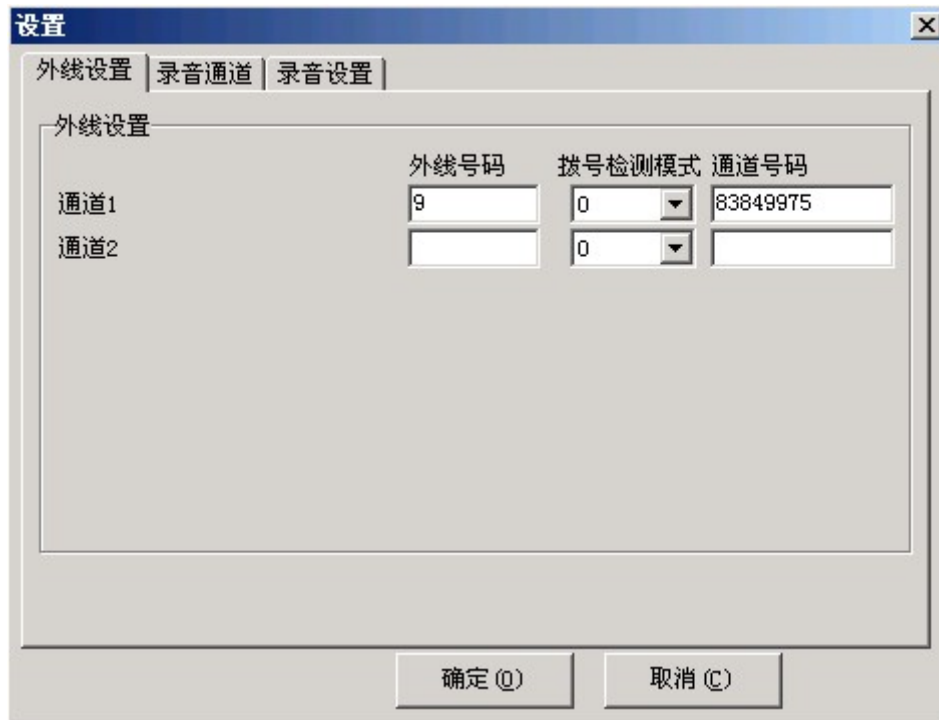 设置
外线设置 录音通道 录音设置
外线设置
外线号码 拨号检测模式 通道号码
通道1 9 0 83849975
通道2 0
确定(O) 取消(C)